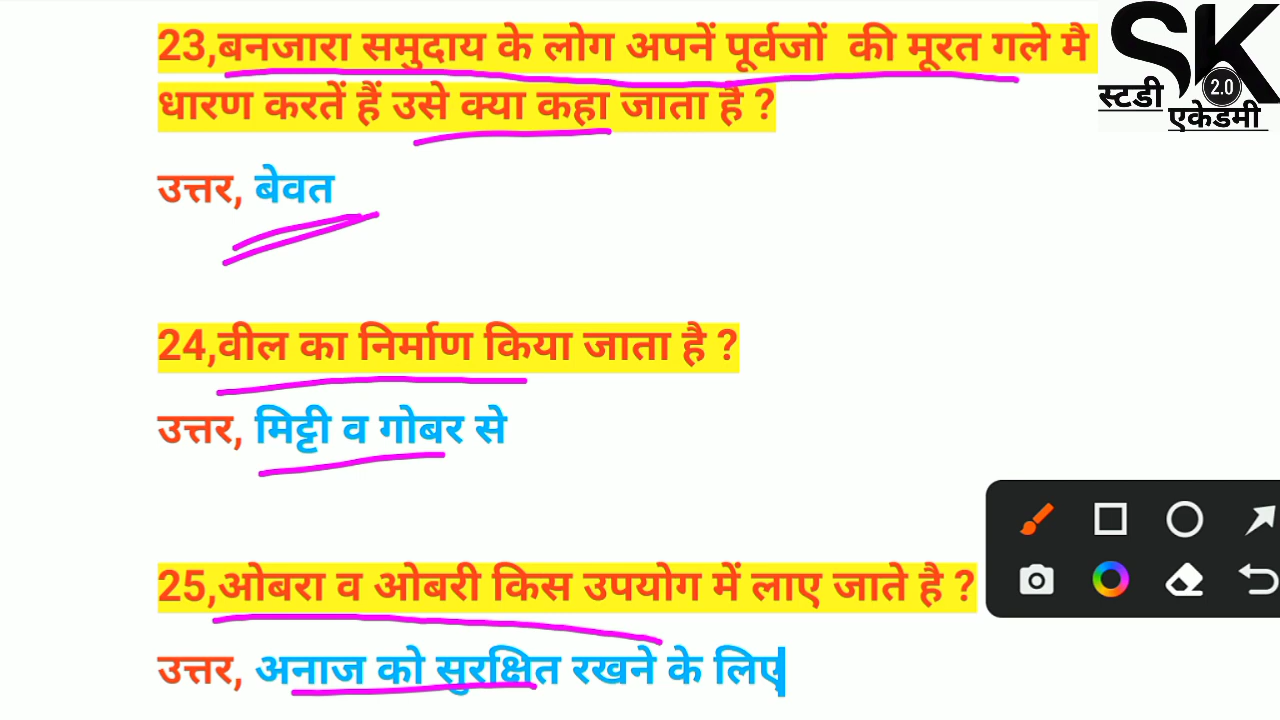 23,बनजारा समुदाय के लोग अपनें पूर्वजों की मूरत गले मै
धारण करतें हैं उसे क्या कहा जाता है ?
उत्तर, बेवत
24,वील का निर्माण किया जाता है ?
उत्तर, मिट्टी व गोबर से
25,ओबरा व ओबरी किस उपयोग में लाए जाते है ?
उत्तर, अनाज को सुरक्षित रखने के लिए
SK
2.0
स्टडी
एकेडमी